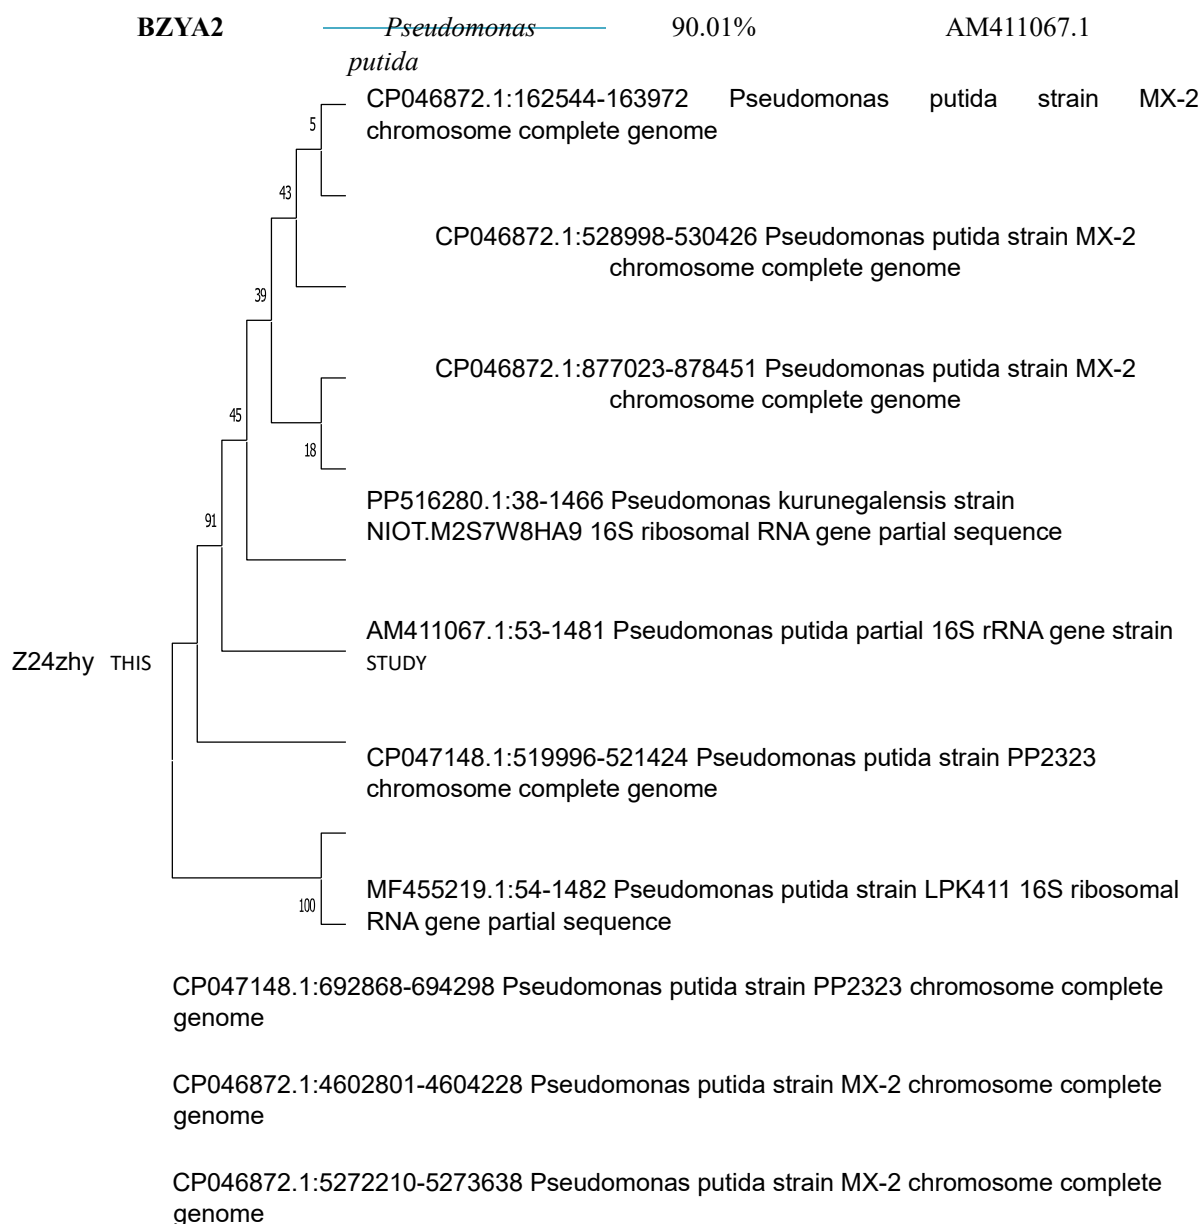 BZYA2 Pseudomonas 90.01% AM411067.1
putida
CP046872.1:162544-163972 Pseudomonas putida strain MX-2
chromosome complete genome
5
43
CP046872.1:528998-530426 Pseudomonas putida strain MX-2
chromosome complete genome
39
CP046872.1:877023-878451 Pseudomonas putida strain MX-2
chromosome complete genome
45
18
PP516280.1:38-1466 Pseudomonas kurunegalensis strain
NIOT.M2S7W8HA9 16S ribosomal RNA gene partial sequence
91
AM411067.1:53-1481 Pseudomonas putida partial 16S rRNA gene strain
Z24zhy THIS STUDY
CP047148.1:519996-521424 Pseudomonas putida strain PP2323
chromosome complete genome
MF455219.1:54-1482 Pseudomonas putida strain LPK411 16S ribosomal
100
RNA gene partial sequence
CP047148.1:692868-694298 Pseudomonas putida strain PP2323 chromosome complete
genome
CP046872.1:4602801-4604228 Pseudomonas putida strain MX-2 chromosome complete
genome
CP046872.1:5272210-5273638 Pseudomonas putida strain MX-2 chromosome complete
genome